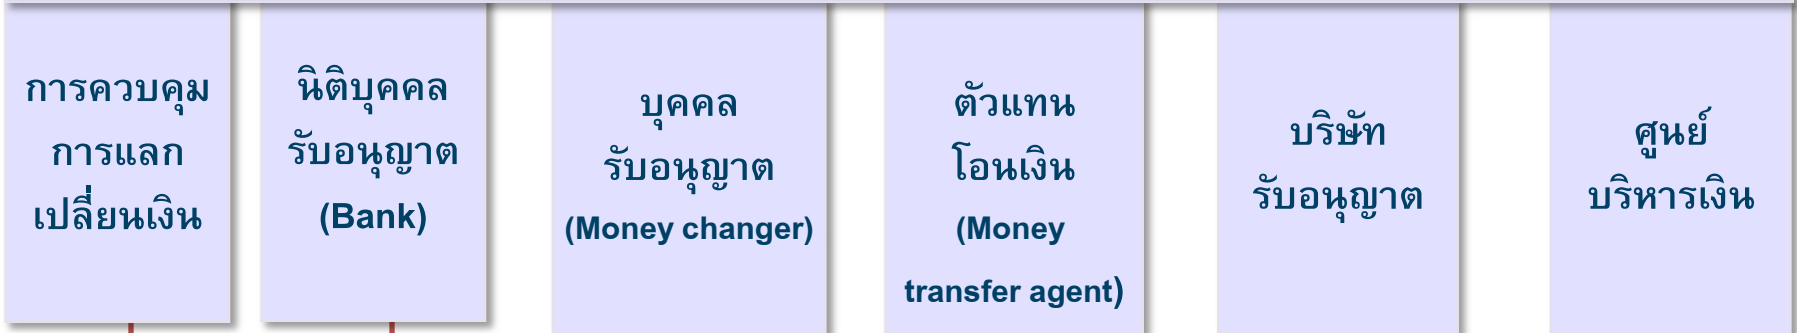 การควบคุม
การแลก
เปลี่ยนเงิน
นิติบุคคล
รับอนุญาต
(Bank)
บุคคล
รับอนุญาต
(Money changer)
ตัวแทน
โอนเงิน
(Money
transfer agent)
บริษัท
รับอนุญาต
ศูนย์
บริหารเงิน